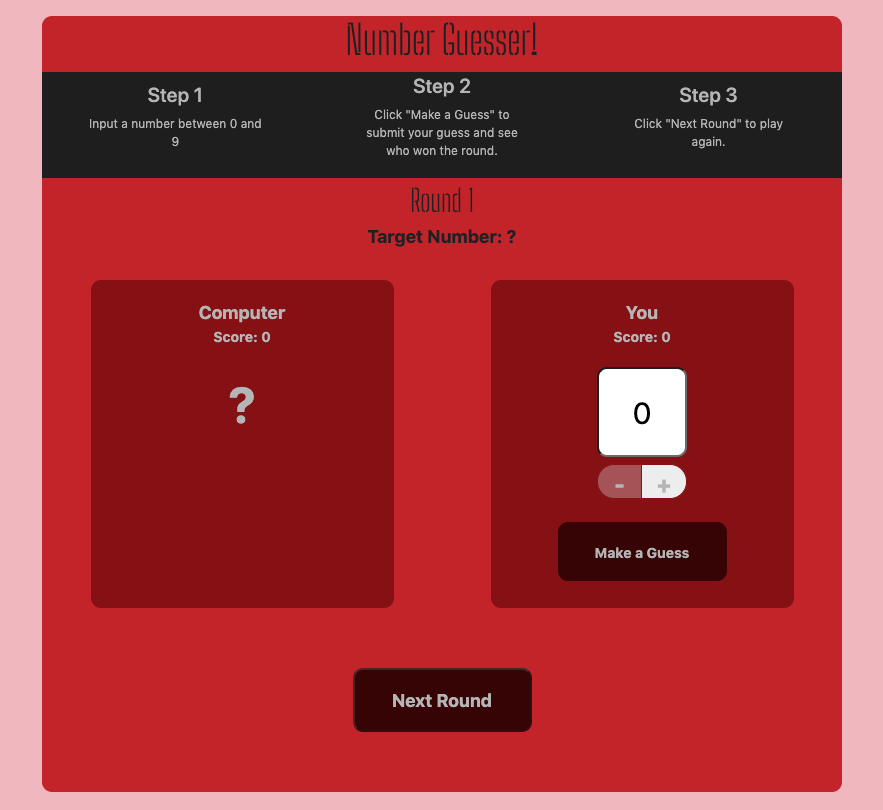 Number Guesser!
Step 1
Input a number between 0 and
9
Step 2
Click "Make a Guess" to
submit your guess and see
who won the round.
Step 3
Click "Next Round" to play
again.
Round 1
Target Number: ?
Computer
Score: 0
?
You
Score: 0
0
- +
Make a Guess
Next Round